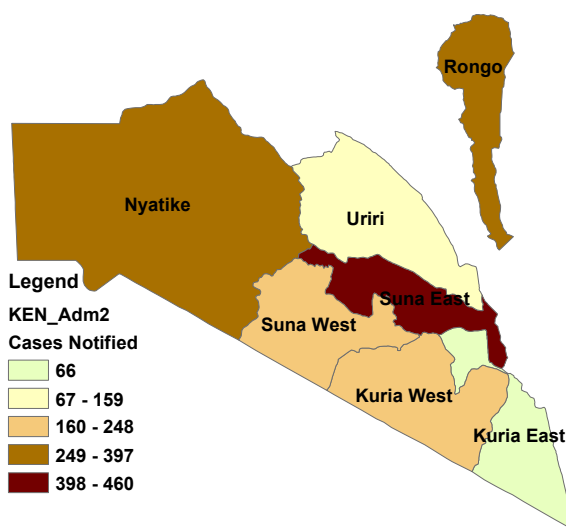 Rongo
Nyatike
Uriri
Suna East
Suna West
Kuria West
Kuria East
Legend
KEN_Adm2
Cases Notified
66
67 - 159
160 - 248
249 - 397
398 - 460